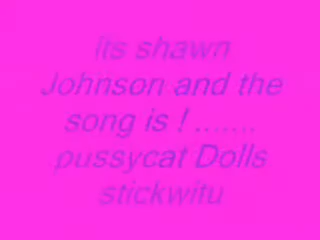 its shawn
Johnson and the
song is ! .......
pussycat Dolls
stickwitu